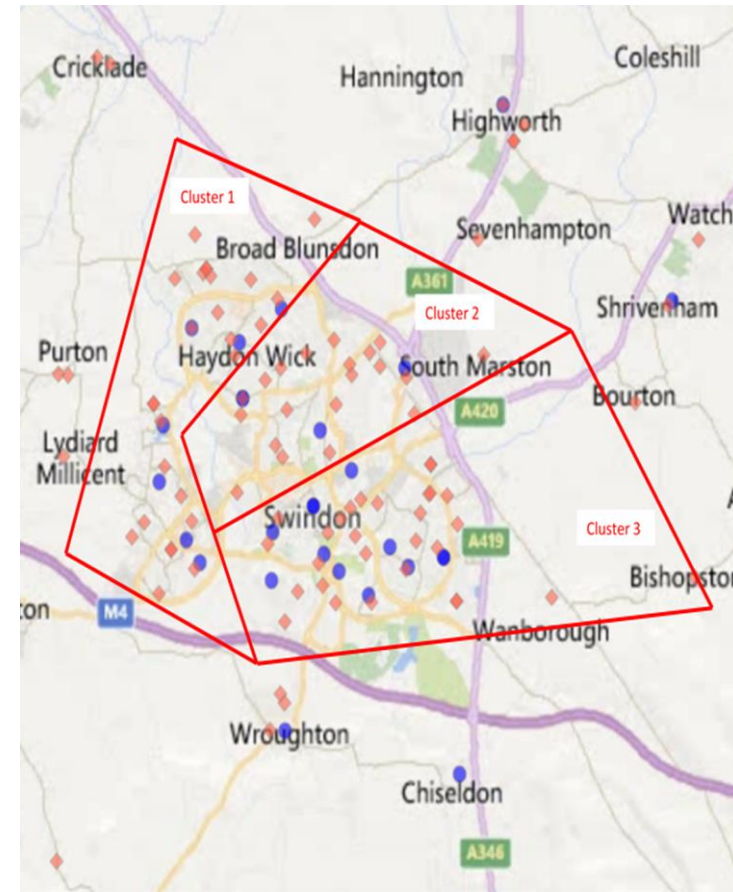 Cricklade
Hannington
Coleshill
Highworth
Cluster 1
Broad Blunsdon
Sevenhampton
Watch
A361
Cluster 2
Shrivenham
Purton
Haydon Wick
South Marston
Bourton
A420
Lydiard
Millicent
Swindon
Cluster 3
A419
Bishopsto
ton
M4
Wanborough
Wroughton
Chiseldon
A346